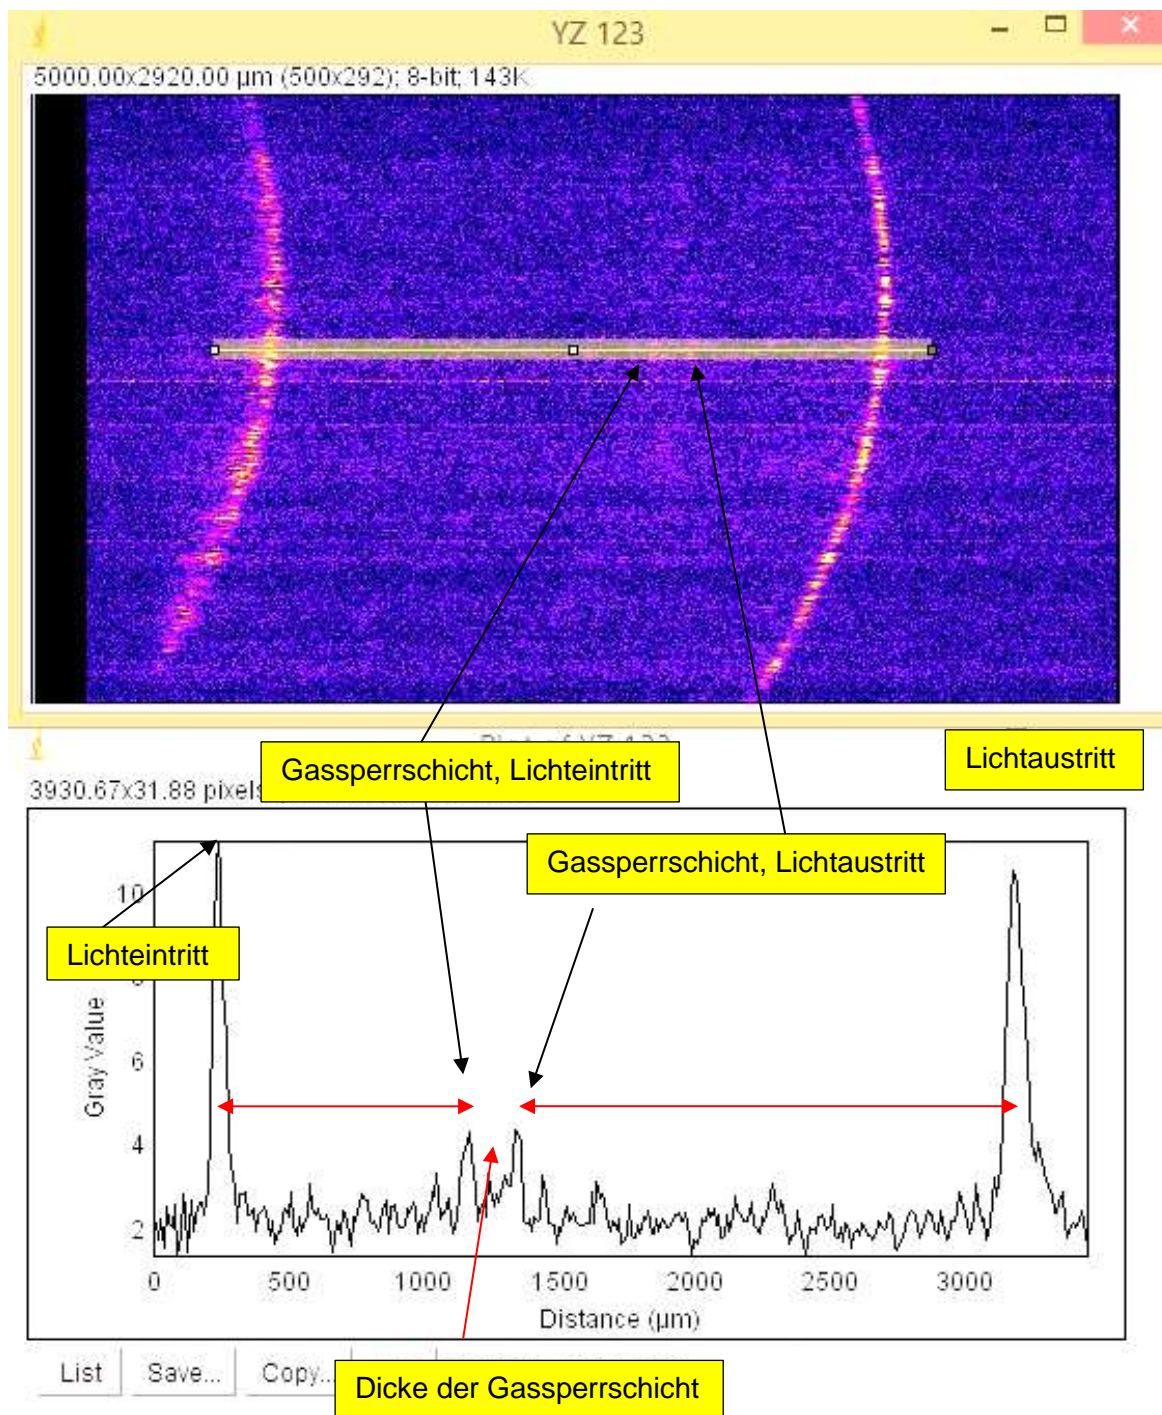 YZ 123
5000.00x2920.00 µm (500x292); 8-bit; 143K
Gassperrschicht, Lichteintritt
Lichtaustritt
3930.67x31.88 pixels
Gassperrschicht, Lichtaustritt
Lichteintritt
10
6
4
2
Gray Value
0 500 1000 1500 2000 2500 3000
Distance (µm)
List Save... Copy...
Dicke der Gassperrschicht